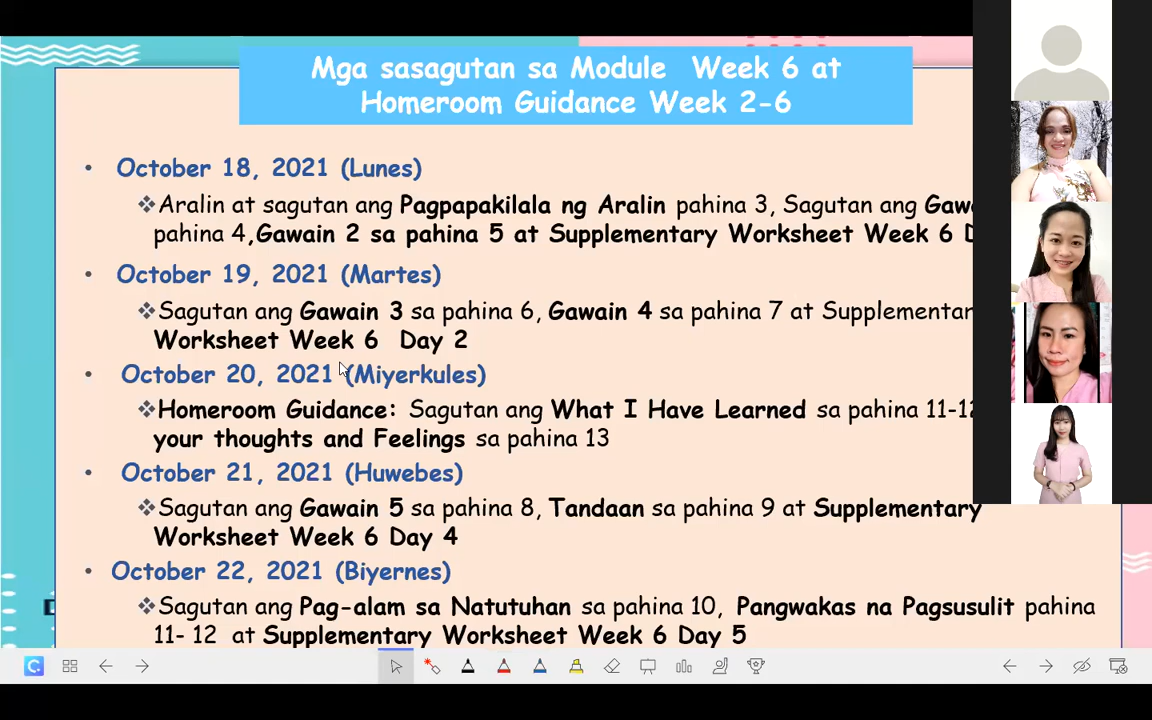 Mga sasagutan sa Module Week 6 at
Homeroom Guidance Week 2-6
• October 18, 2021 (Lunes)
❖Aralin at sagutan ang Pagpapakilala ng Aralin pahina 3, Sagutan ang
pahina 4,Gawain 2 sa pahina 5 at Supplementary Worksheet Week 6
• October 19, 2021 (Martes)
❖Sagutan ang Gawain 3 sa pahina 6, Gawain 4 sa pahina 7 at Supplementar
Worksheet Week 6 Day 2
• October 20, 2021 (Miyerkules)
❖Homeroom Guidance: Sagutan ang What I Have Learned sa pahina 11-12
your thoughts and Feelings sa pahina 13
• October 21, 2021 (Huwebes)
❖Sagutan ang Gawain 5 sa pahina 8, Tandaan sa pahina 9 at Supplementary
Worksheet Week 6 Day 4
• October 22, 2021 (Biyernes)
❖Sagutan ang Pag-alam sa Natutuhan sa pahina 10, Pangwakas na Pagsusulit pahina
11- 12 at Supplementary Worksheet Week 6 Day 5